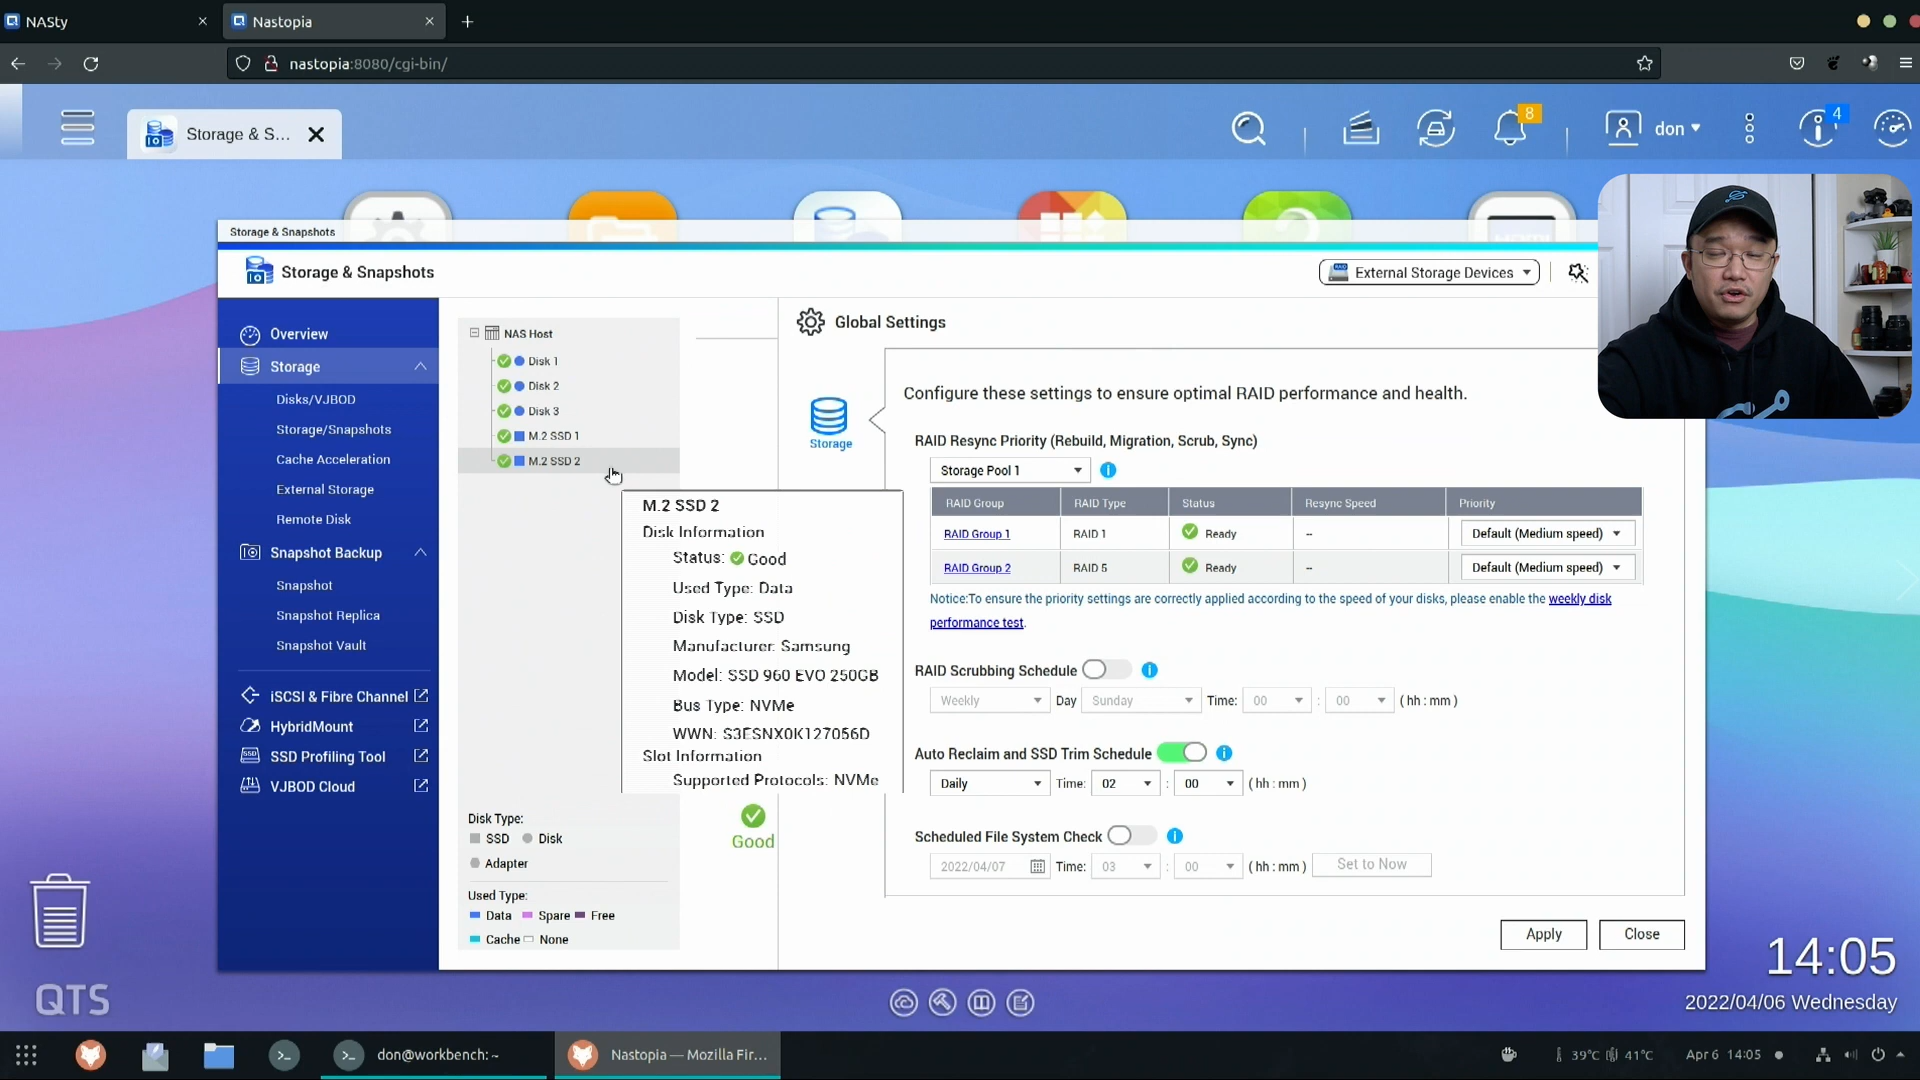 NASty
Nastopia
nastopia:8080/cgi-bin/
Storage & S...
8
don
4
Storage & Snapshots
Storage & Snapshots
External Storage Devices
Overview
Storage
Disks/VJBOD
Storage/Snapshots
Cache Acceleration
External Storage
Remote Disk
Snapshot Backup
Snapshot
Snapshot Replica
Snapshot Vault
iSCSI & Fibre Channel
HybridMount
SSD Profiling Tool
VJBOD Cloud
NAS Host
Disk 1
Disk 2
Disk 3
M.2 SSD 1
M.2 SSD 2
M.2 SSD 2
Disk Information
Status: Good
Used Type: Data
Disk Type: SSD
Manufacturer: Samsung
Model: SSD 960 EVO 250GB
Bus Type: NVMe
WWN: S3ESNX0K127056D
Slot Information
Supported Protocols: NVMe
Good
Disk Type:
SSD Disk
Adapter
Used Type:
Data Spare Free
Cache None
Global Settings
Storage
Configure these settings to ensure optimal RAID performance and health.
RAID Resync Priority (Rebuild, Migration, Scrub, Sync)
Storage Pool 1
RAID Group RAID Type Status Resync Speed Priority
RAID Group 1 RAID 1 Ready -- Default (Medium speed)
RAID Group 2 RAID 5 Ready -- Default (Medium speed)
Notice:To ensure the priority settings are correctly applied according to the speed of your disks, please enable the weekly disk
performance test.
RAID Scrubbing Schedule
Weekly Day Sunday Time: 00 : 00 ( hh : mm )
Auto Reclaim and SSD Trim Schedule
Daily Time: 02 : 00 ( hh : mm )
Scheduled File System Check
2022/04/07 Time: 03 : 00 ( hh : mm ) Set to Now
Apply Close
14:05
2022/04/06 Wednesday
QTS
don@workbench: ~
Nastopia — Mozilla Fir...
39°C 41°C
Apr 6 14:05